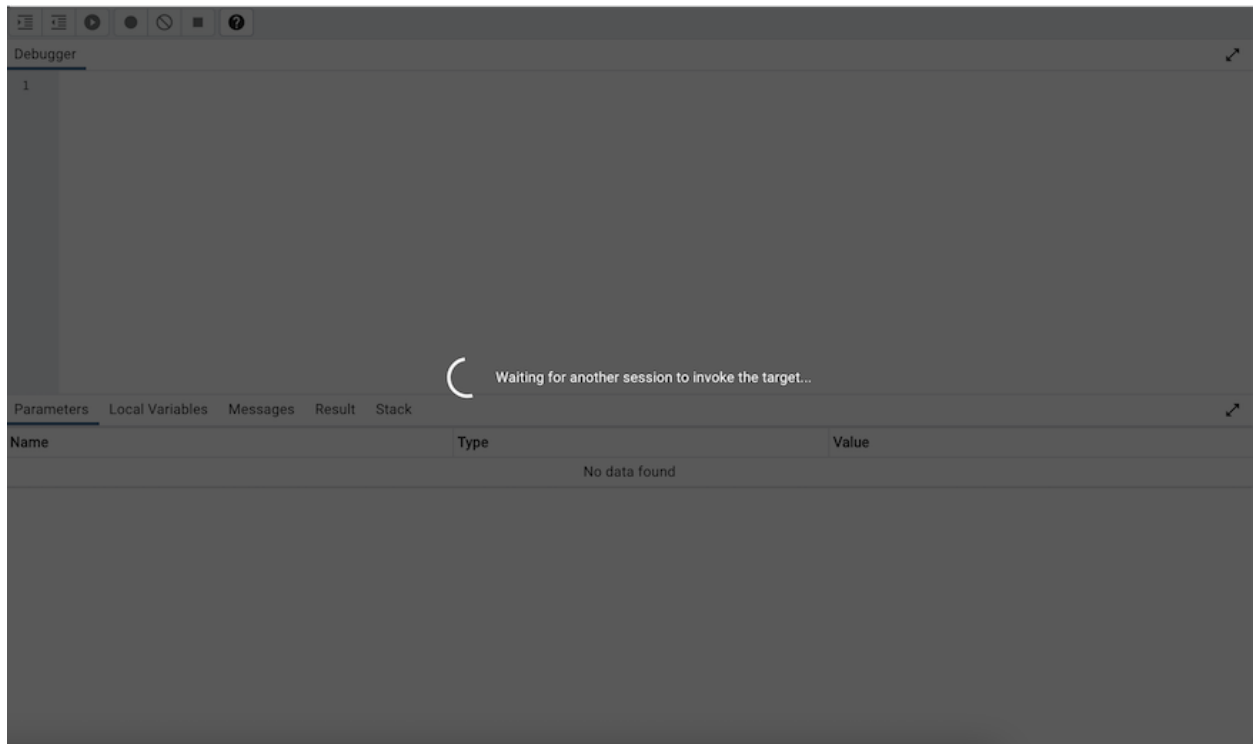 Debugger
1
Waiting for another session to invoke the target...
Parameters Local Variables Messages Result Stack
Name Type Value
No data found